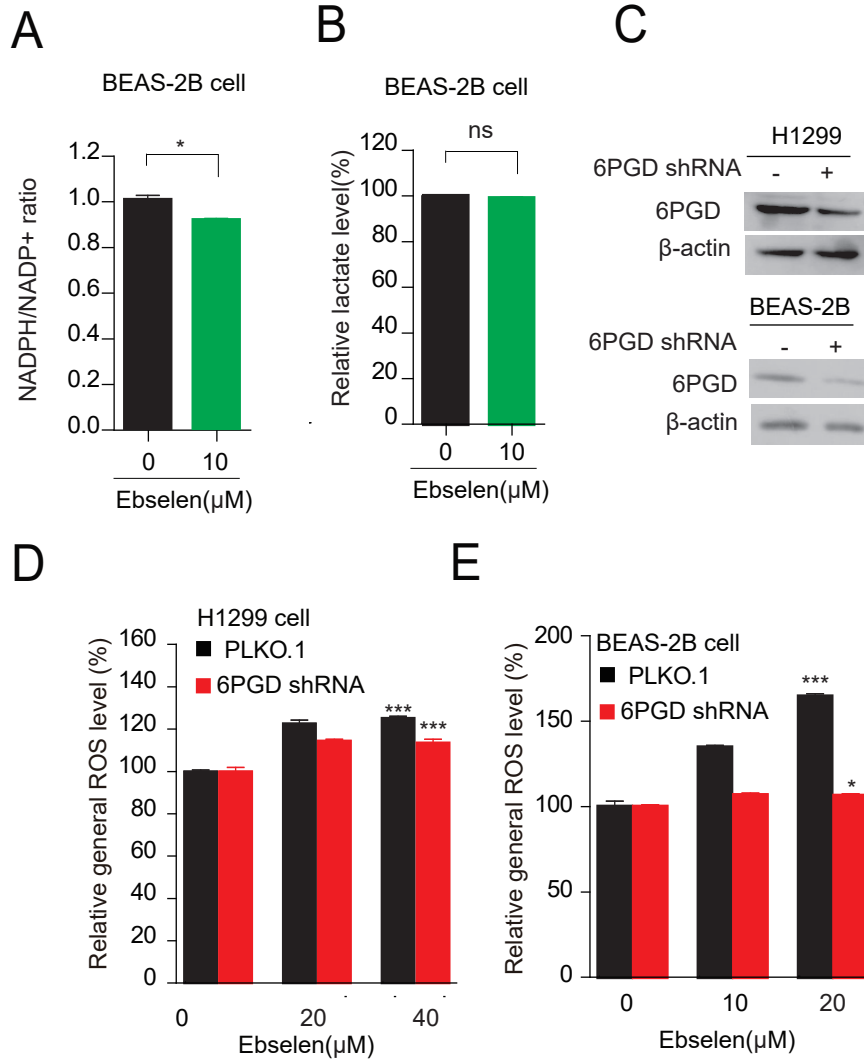 A
BEAS-2B cell
NADPH/NADP+ ratio
1.2
1.0
0.8
0.6
0.4
0.2
0.0
*
0 10
Ebselen(μM)
B
BEAS-2B cell
Relative lactate level(%)
120
100
80
60
40
20
0
ns
0 10
Ebselen(μM)
C
H1299
6PGD shRNA - +
6PGD
β-actin
BEAS-2B
6PGD shRNA - +
6PGD
β-actin
D
H1299 cell
PLKO.1
6PGD shRNA
Relative general ROS level (%)
160
140
120
100
80
60
40
20
0
***
***
0 20 40
Ebselen(μM)
E
BEAS-2B cell
PLKO.1
6PGD shRNA
Relative general ROS level (%)
200
150
100
50
0
***
*
0 10 20
Ebselen(μM)